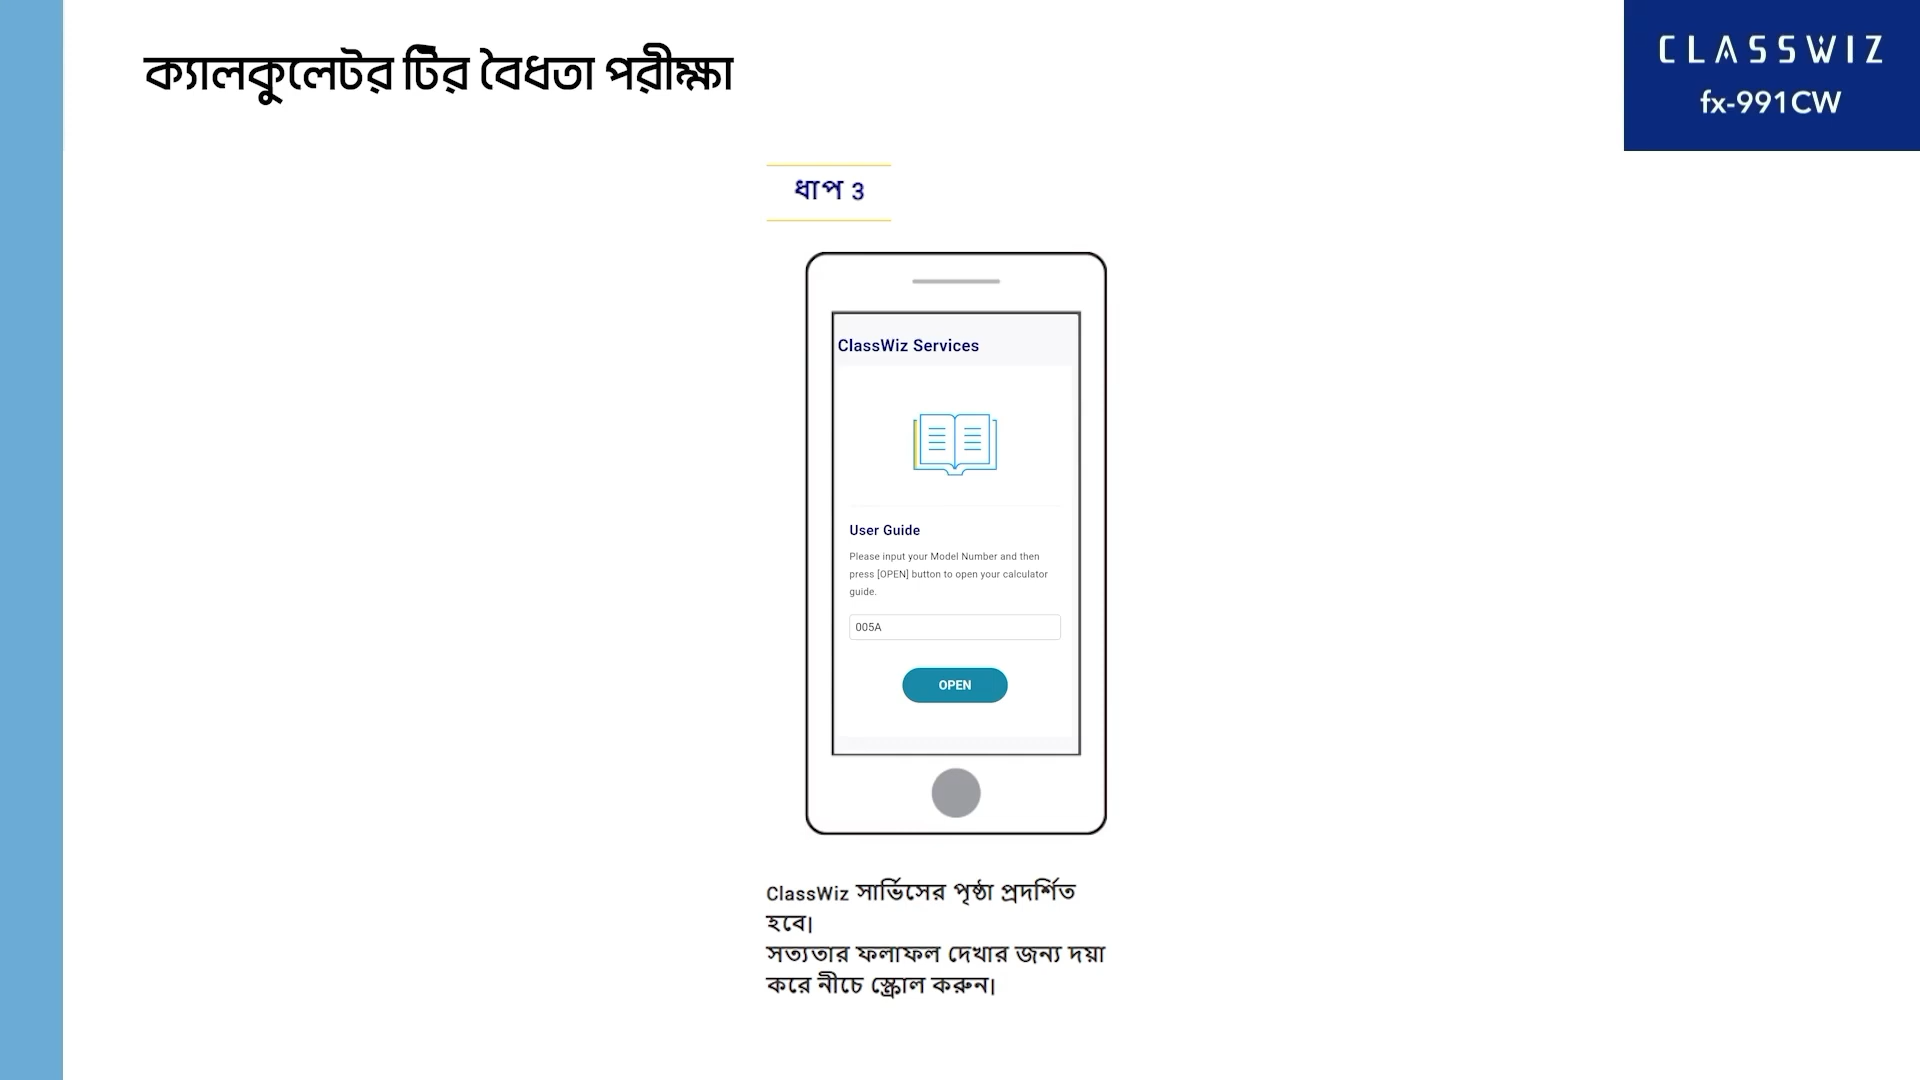 ক্যালকুলেটর টির বৈধতা পরীক্ষা
CLASSWIZ
fx-991CW
ধাপ 3
ClassWiz Services
User Guide
Please input your Model Number and then
press [OPEN] button to open your calculator
guide.
005A
OPEN
ClassWiz সার্ভিসের পৃষ্ঠা প্রদর্শিত
হবে।
সত্যতার ফলাফল দেখার জন্য দয়া
করে নীচে স্ক্রোল করুন।